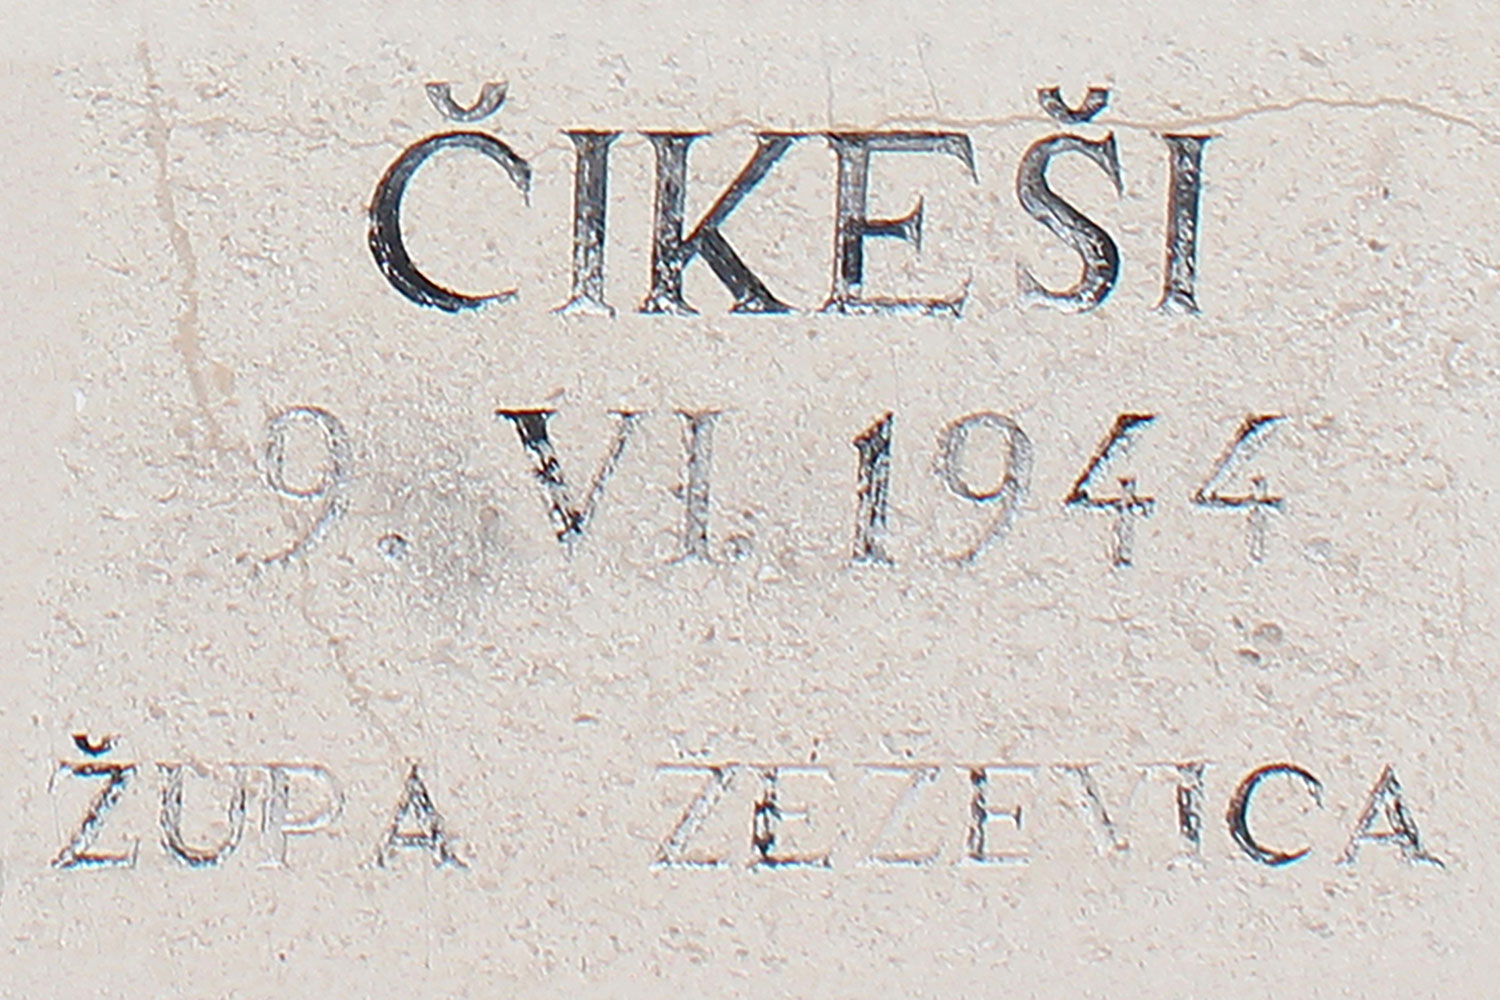 ČIKEŠI
9. VI. 1944.
ŽUPA ZEZEVICA